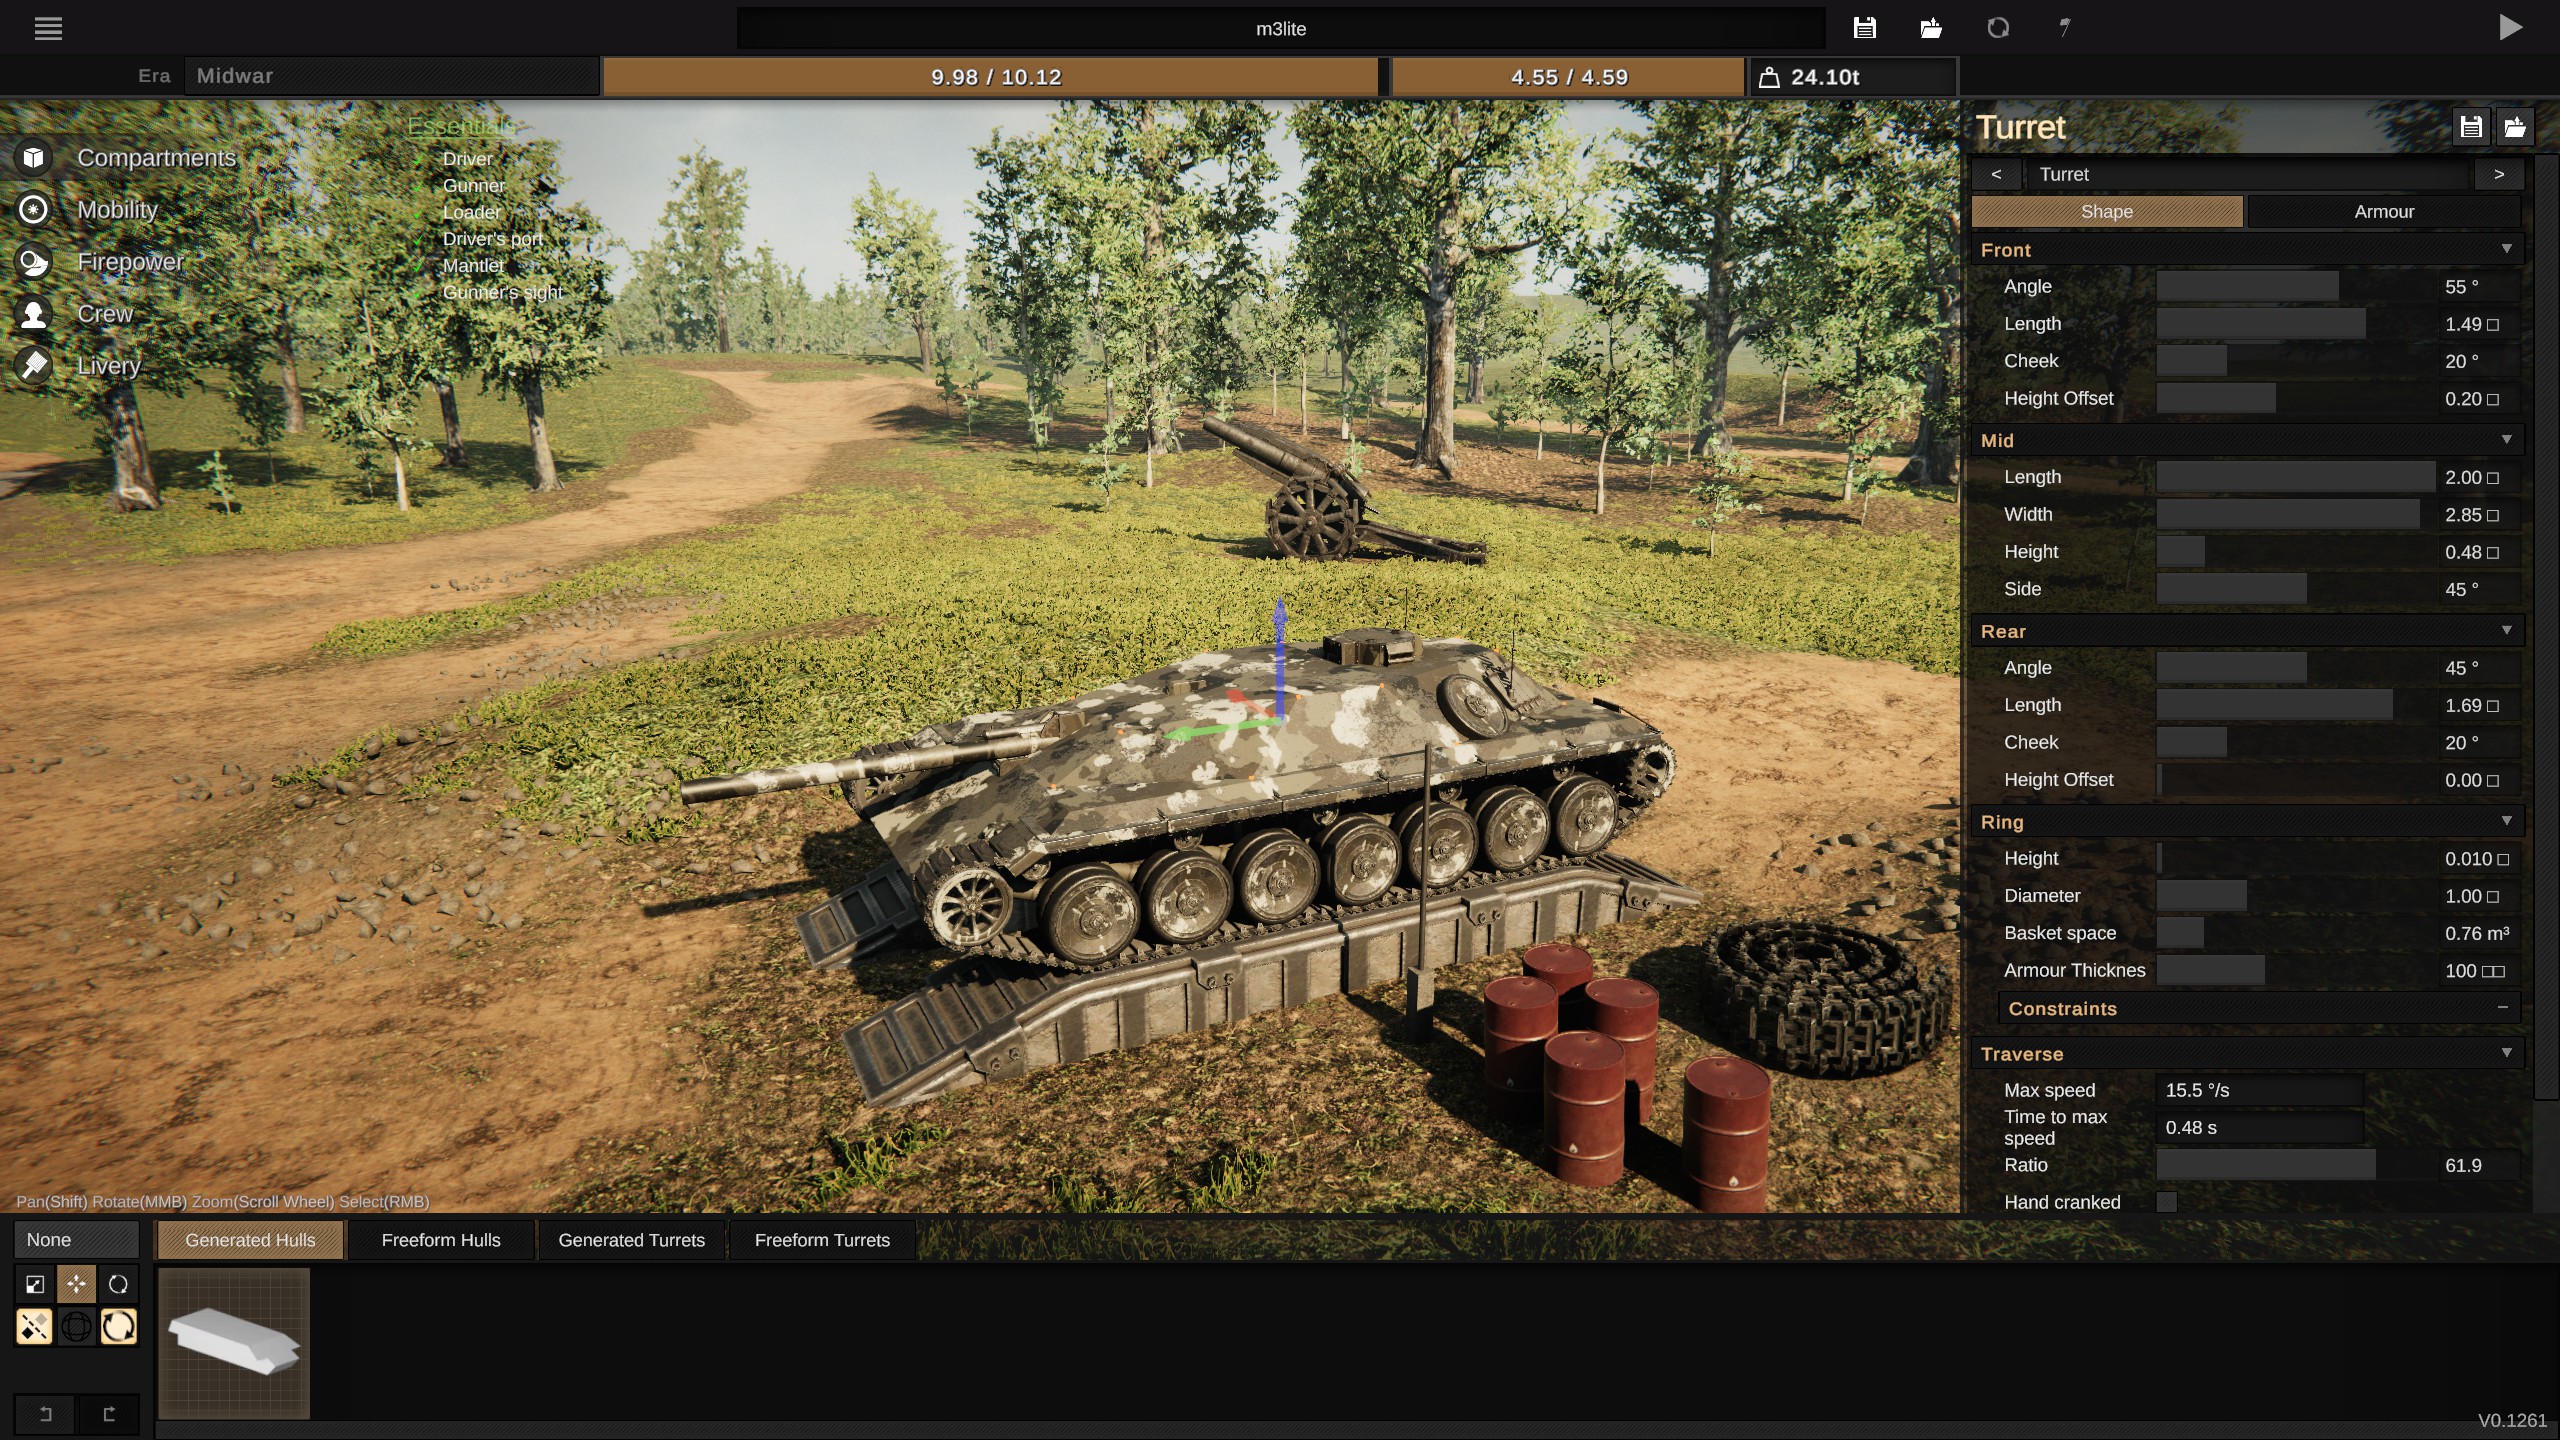 m3lite
Era Midwar 9.98 / 10.12 4.55 / 4.59 24.10t
Compartments
Mobility
Firepower
Crew
Livery
Essentials
Driver
Gunner
Loader
Driver's port
Mantlet
Gunner's sight
Turret
< Turret >
Shape Armour
Front
Angle 55 °
Length 1.49 □
Cheek 20 °
Height Offset 0.20 □
Mid
Length 2.00 □
Width 2.85 □
Height 0.48 □
Side 45 °
Rear
Angle 45 °
Length 1.69 □
Cheek 20 °
Height Offset 0.00 □
Ring
Height 0.010 □
Diameter 1.00 □
Basket space 0.76 m³
Armour Thicknes 100 □□
Constraints
Traverse
Max speed 15.5 °/s
Time to max
speed 0.48 s
Ratio 61.9
Hand cranked
Pan(Shift) Rotate(MMB) Zoom(Scroll Wheel) Select(RMB)
None Generated Hulls Freeform Hulls Generated Turrets Freeform Turrets
V0.1261